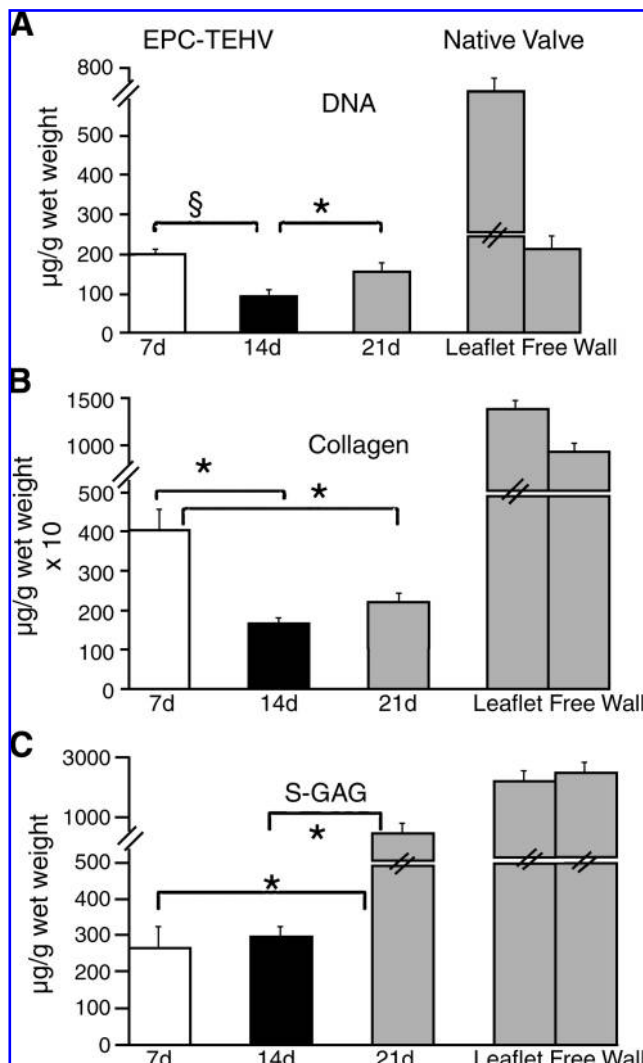 A
EPC-TEHV Native Valve
800
DNA
500
400
300
200
100
0
µg/g wet weight
§ *
7d 14d 21d Leaflet Free Wall
B
1500
1000
Collagen
500
400
300
200
100
0
µg/g wet weight
x 10
* *
7d 14d 21d Leaflet Free Wall
C
3000
1000
S-GAG
500
400
300
200
100
0
µg/g wet weight
*
*
7d 14d 21d Leaflet Free Wall